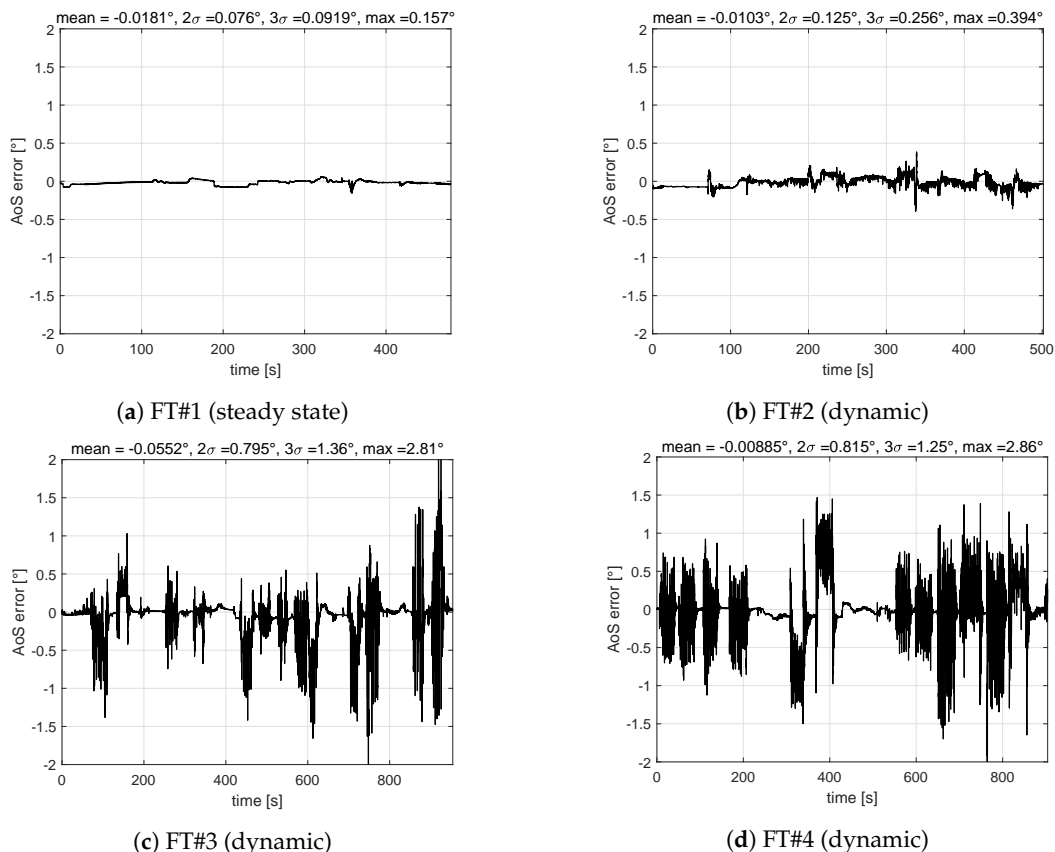 mean = -0.0181°, 2σ =0.076°, 3σ =0.0919°, max =0.157°
2
1.5
1
0.5
0
-0.5
-1
-1.5
-2
AoS error [°]
0 100 200 300 400
time [s]
(a) FT#1 (steady state)
mean = -0.0103°, 2σ =0.125°, 3σ =0.256°, max =0.394°
2
1.5
1
0.5
0
-0.5
-1
-1.5
-2
AoS error [°]
0 100 200 300 400 500
time [s]
(b) FT#2 (dynamic)
mean = -0.0552°, 2σ =0.795°, 3σ =1.36°, max =2.81°
2
1.5
1
0.5
0
-0.5
-1
-1.5
-2
AoS error [°]
0 200 400 600 800
time [s]
(c) FT#3 (dynamic)
mean = -0.00885°, 2σ =0.815°, 3σ =1.25°, max =2.86°
2
1.5
1
0.5
0
-0.5
-1
-1.5
-2
AoS error [°]
0 200 400 600 800
time [s]
(d) FT#4 (dynamic)